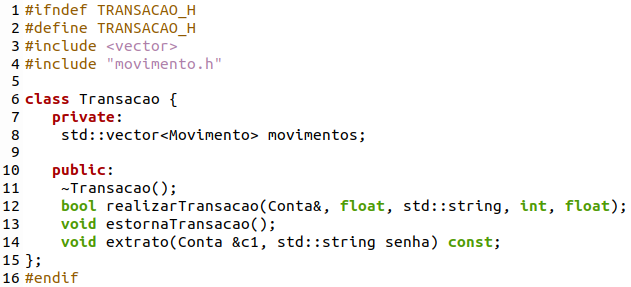 1 #ifndef TRANSACAO_H
2 #define TRANSACAO_H
3 #include <vector>
4 #include "movimento.h"
5
6 class Transacao {
7    private:
8     std::vector<Movimento> movimentos;
9
10    public:
11     ~Transacao();
12     bool realizarTransacao(Conta&, float, std::string, int, float);
13     void estornaTransacao();
14     void extrato(Conta &c1, std::string senha) const;
15 };
16 #endif